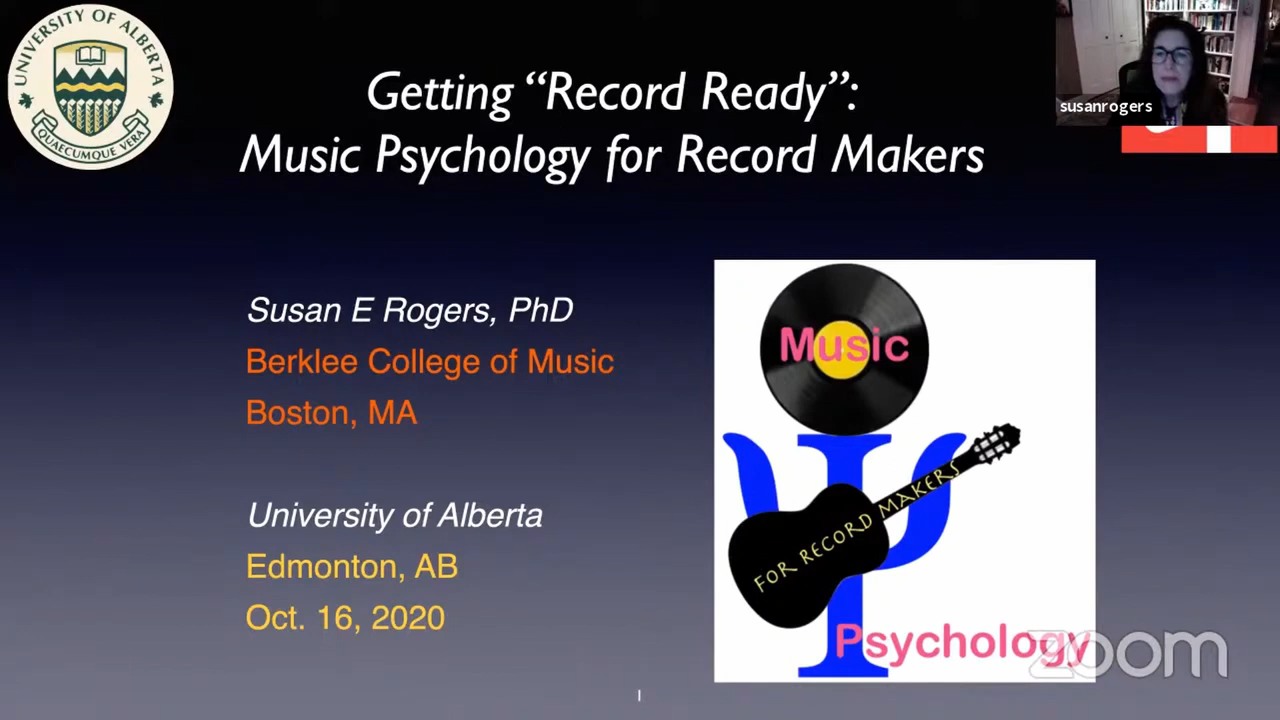 UNIVERSITY OF ALBERTA
QUAECUMQUE VERA
susanrogers
Getting “Record Ready”:
Music Psychology for Record Makers
Susan E Rogers, PhD
Berklee College of Music
Boston, MA
University of Alberta
Edmonton, AB
Oct. 16, 2020
Music
FOR RECORD MAKERS
Psychology
zoom
1